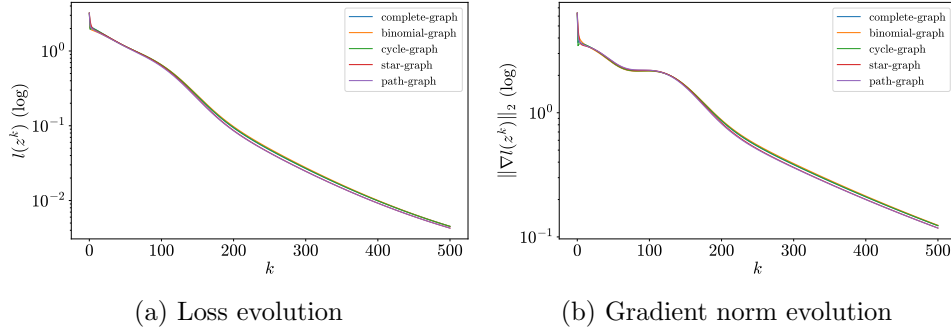 complete-graph
binomial-graph
cycle-graph
star-graph
path-graph
10^0
10^{-1}
10^{-2}
l(z^k) (log)
0 100 200 300 400 500
k
(a) Loss evolution
complete-graph
binomial-graph
cycle-graph
star-graph
path-graph
10^0
10^{-1}
‖∇l(z^k)‖_2 (log)
0 100 200 300 400 500
k
(b) Gradient norm evolution